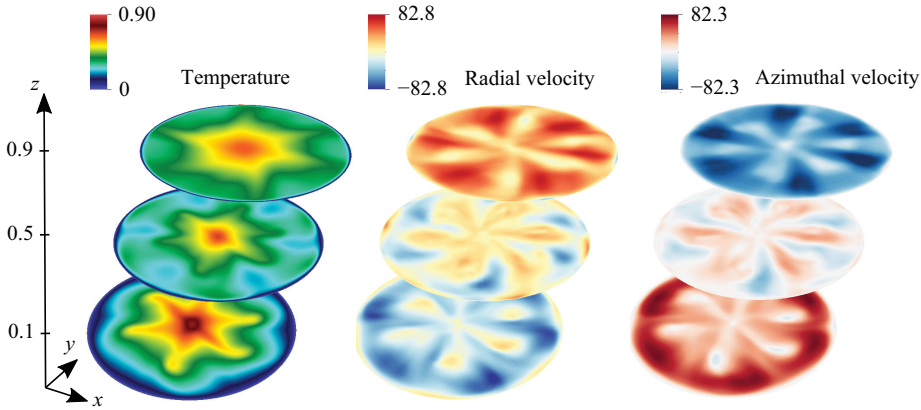 0.90
0
Temperature
82.8
−82.8
Radial velocity
82.3
−82.3
Azimuthal velocity
z
0.9
0.5
0.1
y
x